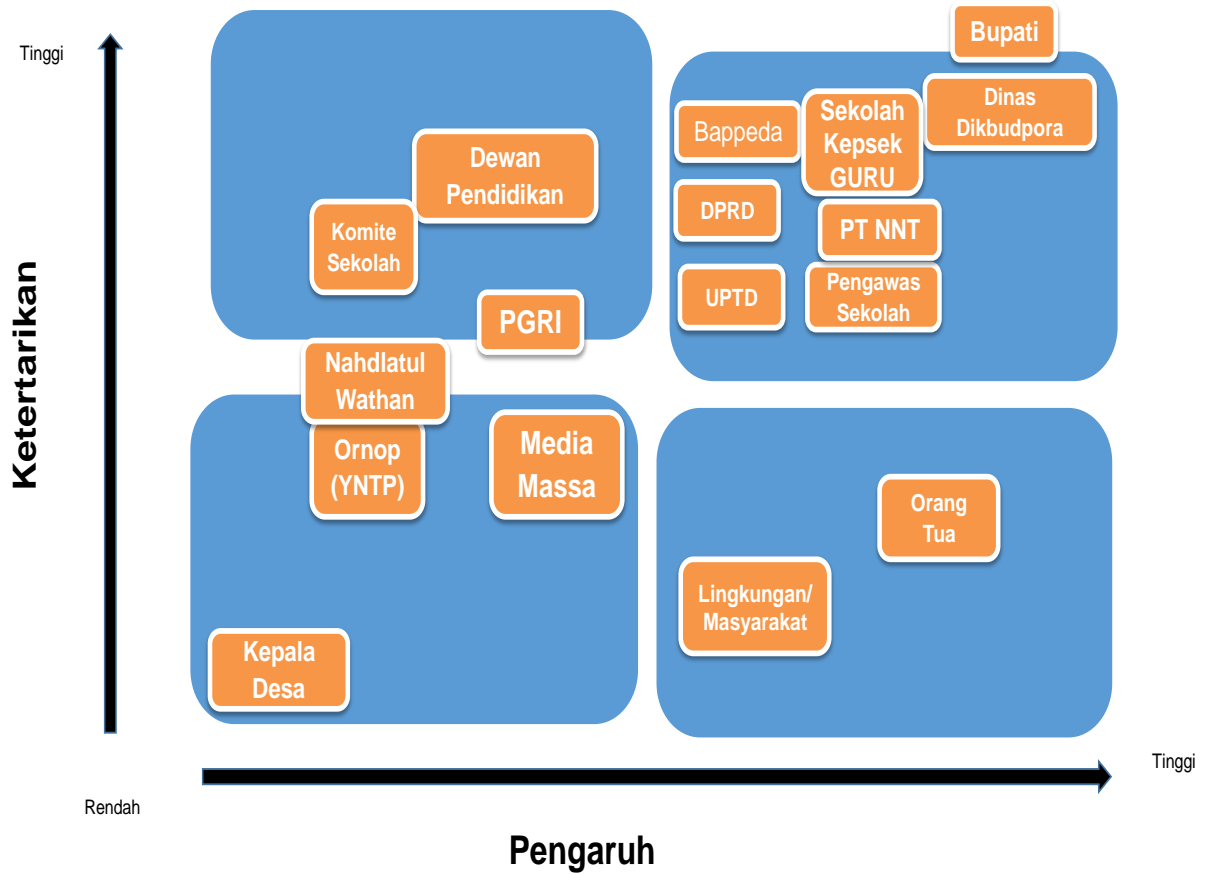 Tinggi
Bupati
Dinas
Dikbudpora
Sekolah
Kepsek
GURU
Bappeda
Dewan
Pendidikan
DPRD
PT NNT
Komite
Sekolah
UPTD
Pengawas
Sekolah
PGRI
Ketertarikan
Nahdlatul
Wathan
Ornop
(YNTP)
Media
Massa
Orang
Tua
Lingkungan/
Masyarakat
Kepala
Desa
Tinggi
Rendah
Pengaruh